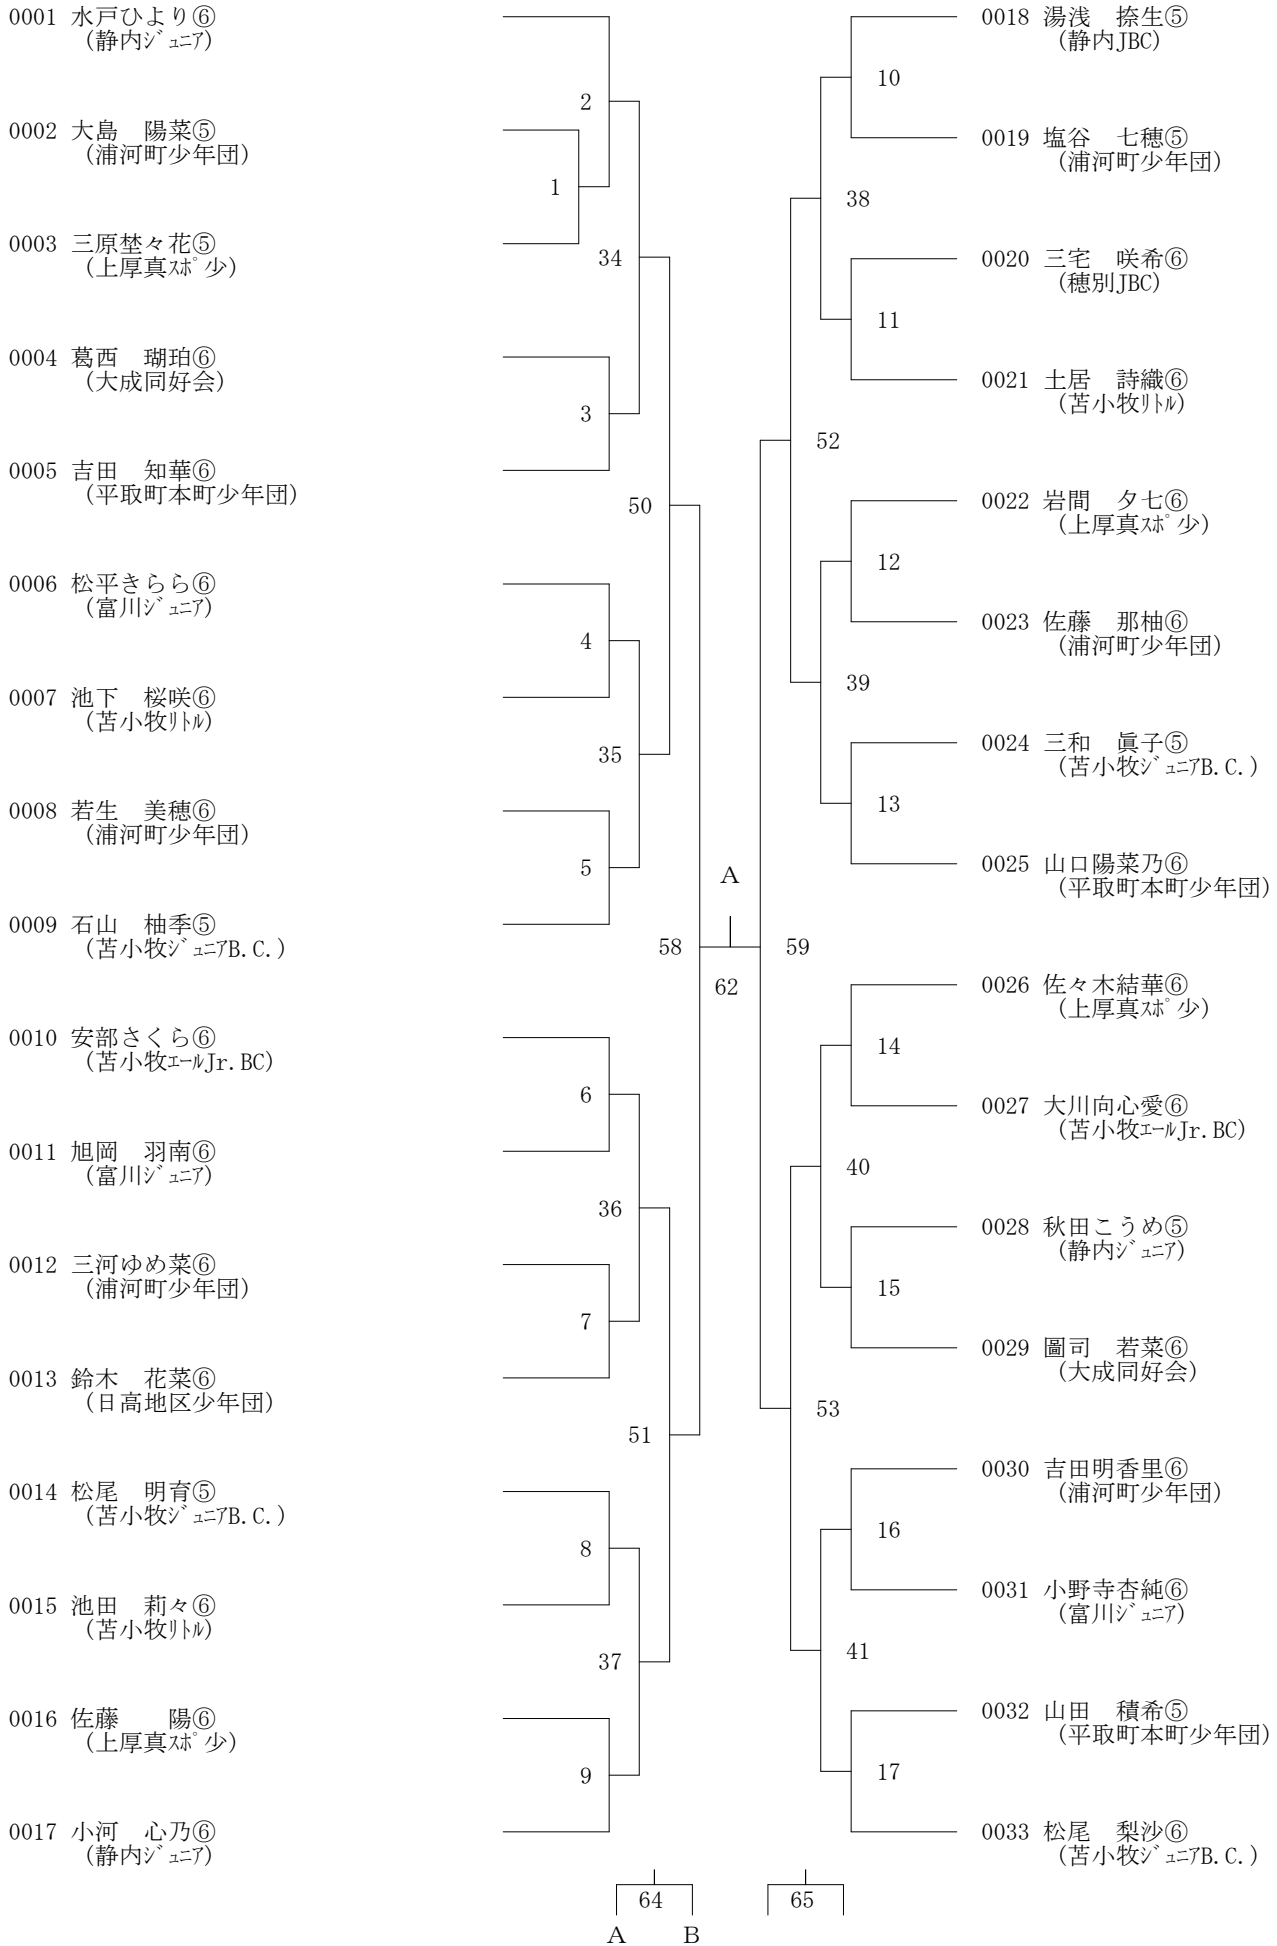 0001 水戸ひより⑥
(静内ｼﾞｭﾆｱ)
2
0002 大島　陽菜⑤
(浦河町少年団)
1
0003 三原埜々花⑤
(上厚真ｽﾎﾟ少)
34
0004 葛西　瑚珀⑥
(大成同好会)
3
0005 吉田　知華⑥
(平取町本町少年団)
50
0006 松平きらら⑥
(富川ｼﾞｭﾆｱ)
4
0007 池下　桜咲⑥
(苫小牧ﾘﾄﾙ)
35
0008 若生　美穂⑥
(浦河町少年団)
5
0009 石山　柚季⑤
(苫小牧ｼﾞｭﾆｱB.C.)
58
0010 安部さくら⑥
(苫小牧ｴｰﾙJr.BC)
6
0011 旭岡　羽南⑥
(富川ｼﾞｭﾆｱ)
36
0012 三河ゆめ菜⑥
(浦河町少年団)
7
0013 鈴木　花菜⑥
(日高地区少年団)
51
0014 松尾　明育⑤
(苫小牧ｼﾞｭﾆｱB.C.)
8
0015 池田　莉々⑥
(苫小牧ﾘﾄﾙ)
37
0016 佐藤　　陽⑥
(上厚真ｽﾎﾟ少)
9
0017 小河　心乃⑥
(静内ｼﾞｭﾆｱ)
A
62
0018 湯浅　捺生⑤
(静内JBC)
10
0019 塩谷　七穂⑤
(浦河町少年団)
38
0020 三宅　咲希⑥
(穂別JBC)
11
0021 土居　詩織⑥
(苫小牧ﾘﾄﾙ)
52
0022 岩間　夕七⑥
(上厚真ｽﾎﾟ少)
12
0023 佐藤　那柚⑥
(浦河町少年団)
39
0024 三和　眞子⑤
(苫小牧ｼﾞｭﾆｱB.C.)
13
0025 山口陽菜乃⑥
(平取町本町少年団)
59
0026 佐々木結華⑥
(上厚真ｽﾎﾟ少)
14
0027 大川向心愛⑥
(苫小牧ｴｰﾙJr.BC)
40
0028 秋田こうめ⑤
(静内ｼﾞｭﾆｱ)
15
0029 圖司　若菜⑥
(大成同好会)
53
0030 吉田明香里⑥
(浦河町少年団)
16
0031 小野寺杏純⑥
(富川ｼﾞｭﾆｱ)
41
0032 山田　積希⑤
(平取町本町少年団)
17
0033 松尾　梨沙⑥
(苫小牧ｼﾞｭﾆｱB.C.)
64
65
A B